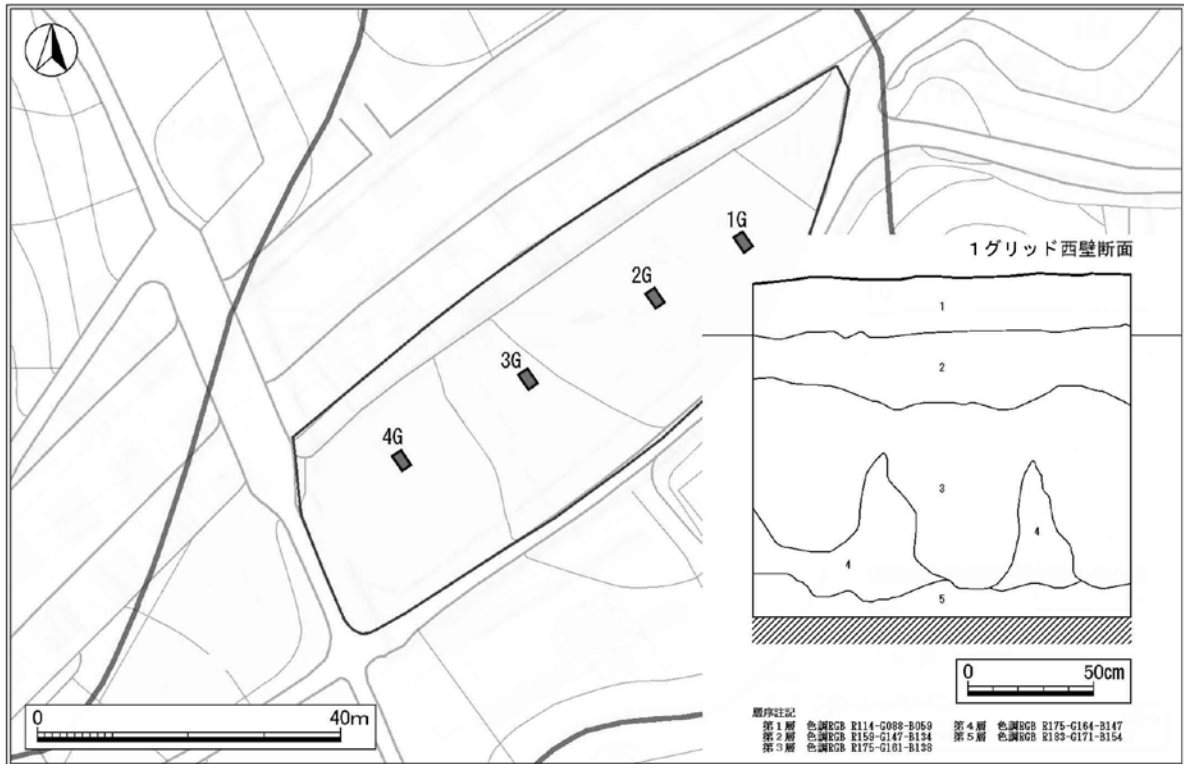 1G
2G
3G
4G
0 40m
1グリッド西壁断面
1
2
3
4
4
5
0 50cm
層序註記
第1層 色調RGB R114-G088-B059
第2層 色調RGB R159-G147-B134
第3層 色調RGB R175-G161-B138
第4層 色調RGB R175-G164-B147
第5層 色調RGB R183-G171-B154